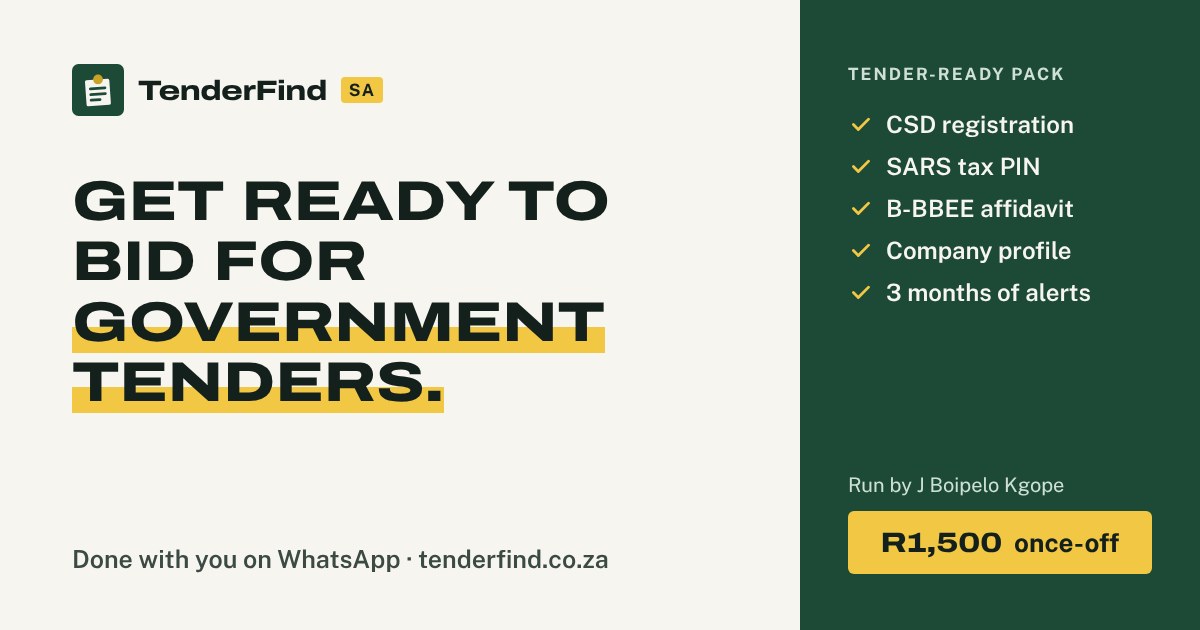 TenderFind SA
GET READY TO
BID FOR
GOVERNMENT
TENDERS.
Done with you on WhatsApp · tenderfind.co.za
TENDER-READY PACK
CSD registration
SARS tax PIN
B-BBEE affidavit
Company profile
3 months of alerts
Run by J Boipelo Kgope
R1,500 once-off